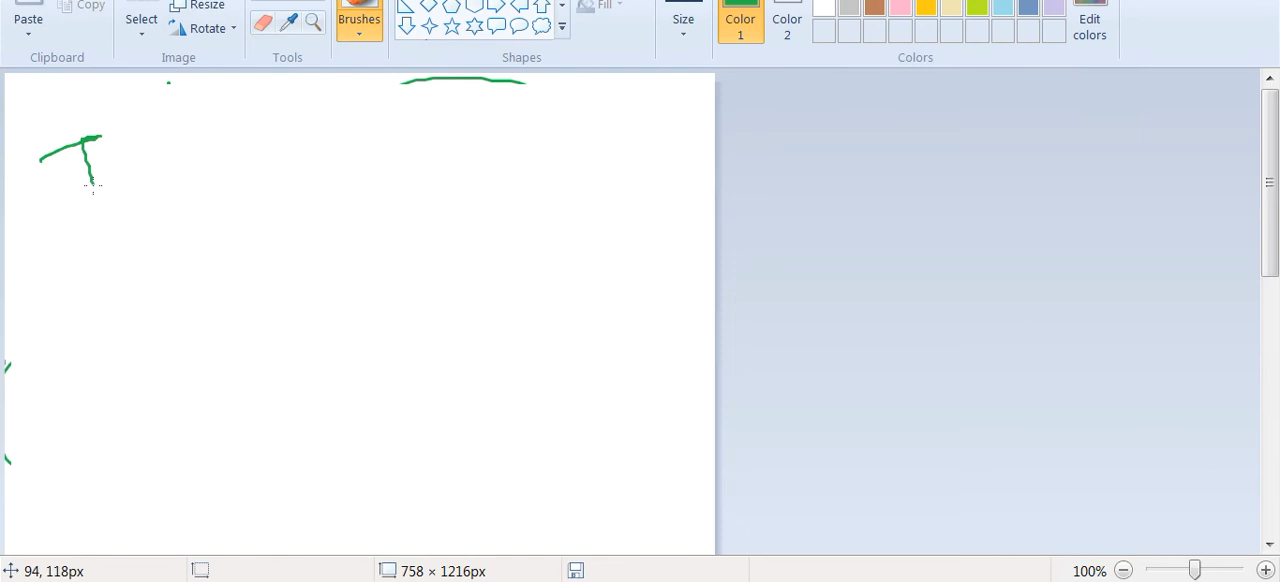 Paste
Copy
Select
Resize
Rotate
Brushes
Fill
Size
Color 1
Color 2
Edit colors
Clipboard
Image
Tools
Shapes
Colors
T
94, 118px
758 × 1216px
100%